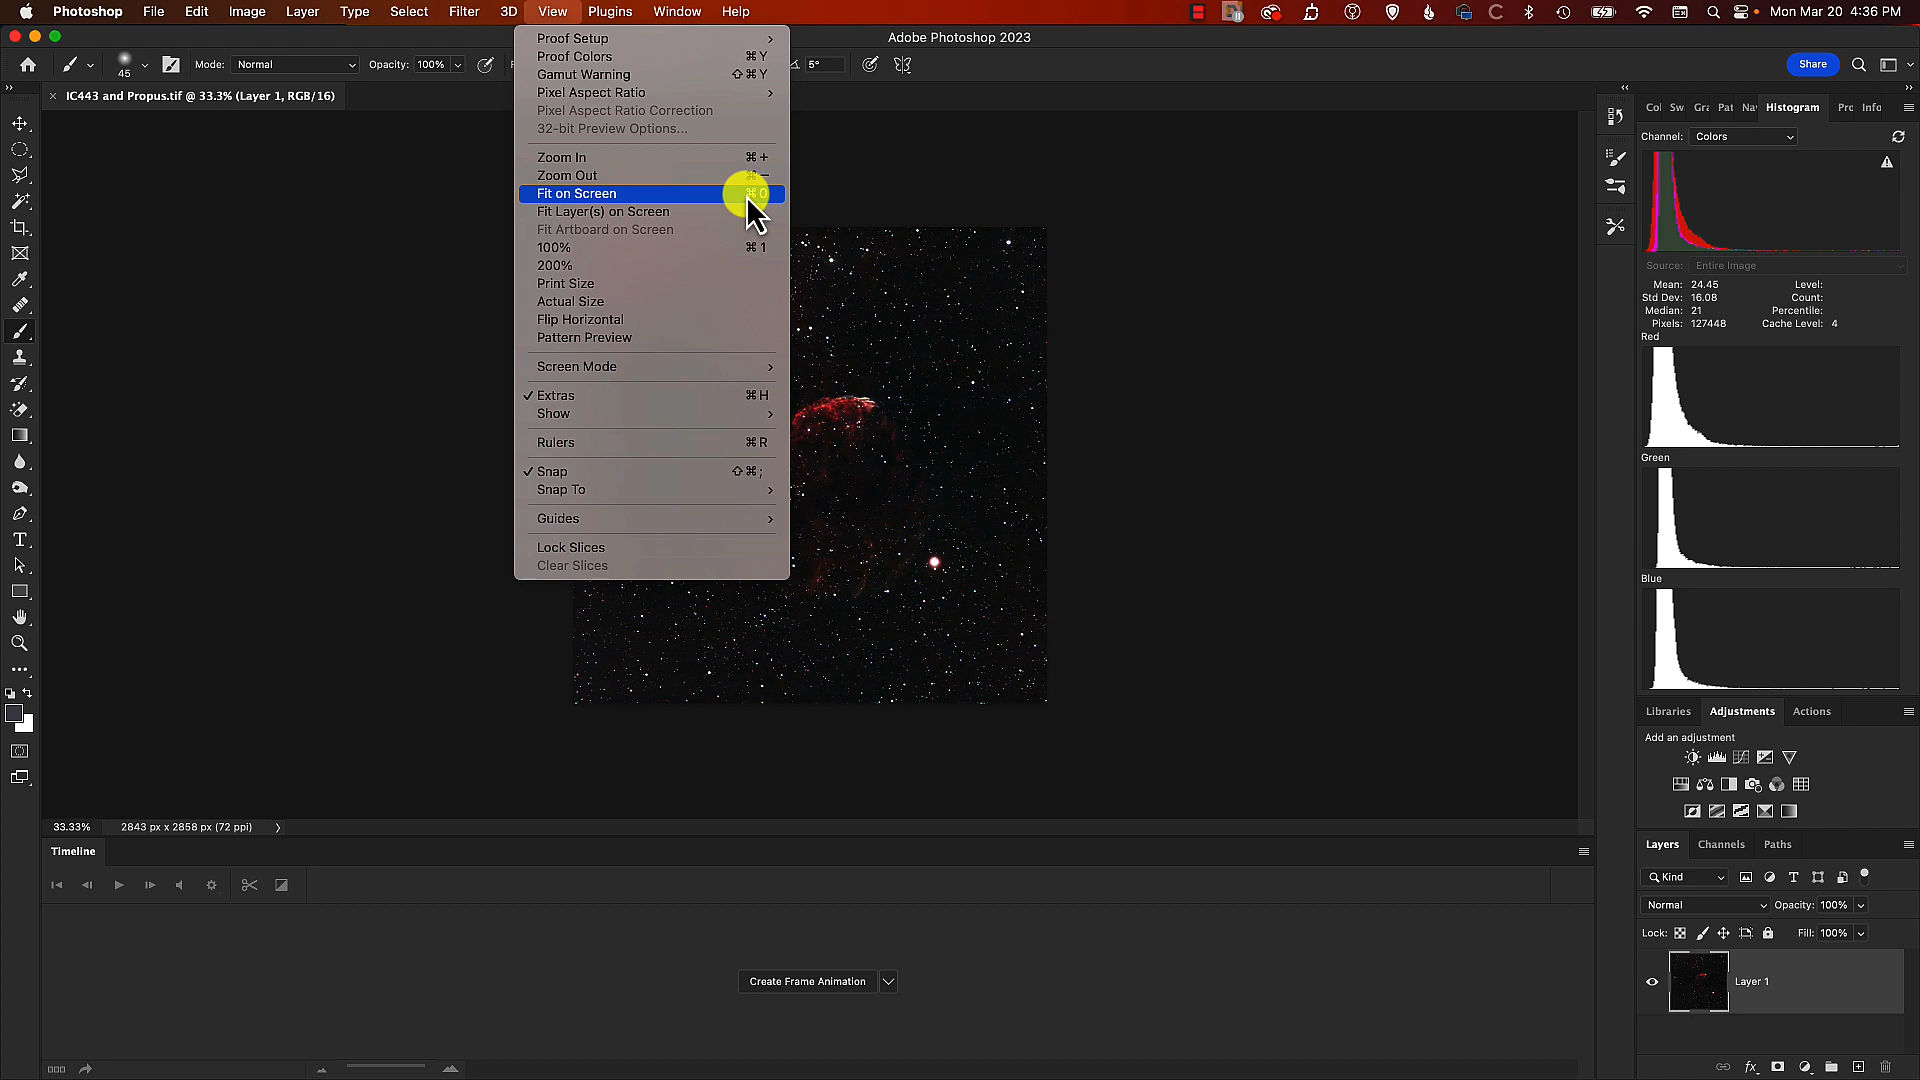 Photoshop File Edit Image Layer Type Select Filter 3D View Plugins Window Help Mon Mar 20 4:36 PM
Adobe Photoshop 2023
45 Mode: Normal Opacity: 100% 5° Share
IC443 and Propus.tif @ 33.3% (Layer 1, RGB/16)
Proof Setup
Proof Colors ⌘Y
Gamut Warning ⇧⌘Y
Pixel Aspect Ratio
Pixel Aspect Ratio Correction
32-bit Preview Options...
Zoom In ⌘+
Zoom Out ⌘−
Fit on Screen ⌘0
Fit Layer(s) on Screen
Fit Artboard on Screen
100% ⌘1
200%
Print Size
Actual Size
Flip Horizontal
Pattern Preview
Screen Mode
Extras ⌘H
Show
Rulers ⌘R
Snap ⇧⌘;
Snap To
Guides
Lock Slices
Clear Slices
Col Sw Gra Pat Na Histogram Pro Info
Channel: Colors
Source: Entire Image
Mean: 24.45 Level:
Std Dev: 16.08 Count:
Median: 21 Percentile:
Pixels: 127448 Cache Level: 4
Red
Green
Blue
Libraries Adjustments Actions
Add an adjustment
33.33% 2843 px x 2858 px (72 ppi)
Timeline
Create Frame Animation
Layers Channels Paths
Kind
Normal Opacity: 100%
Lock: Fill: 100%
Layer 1